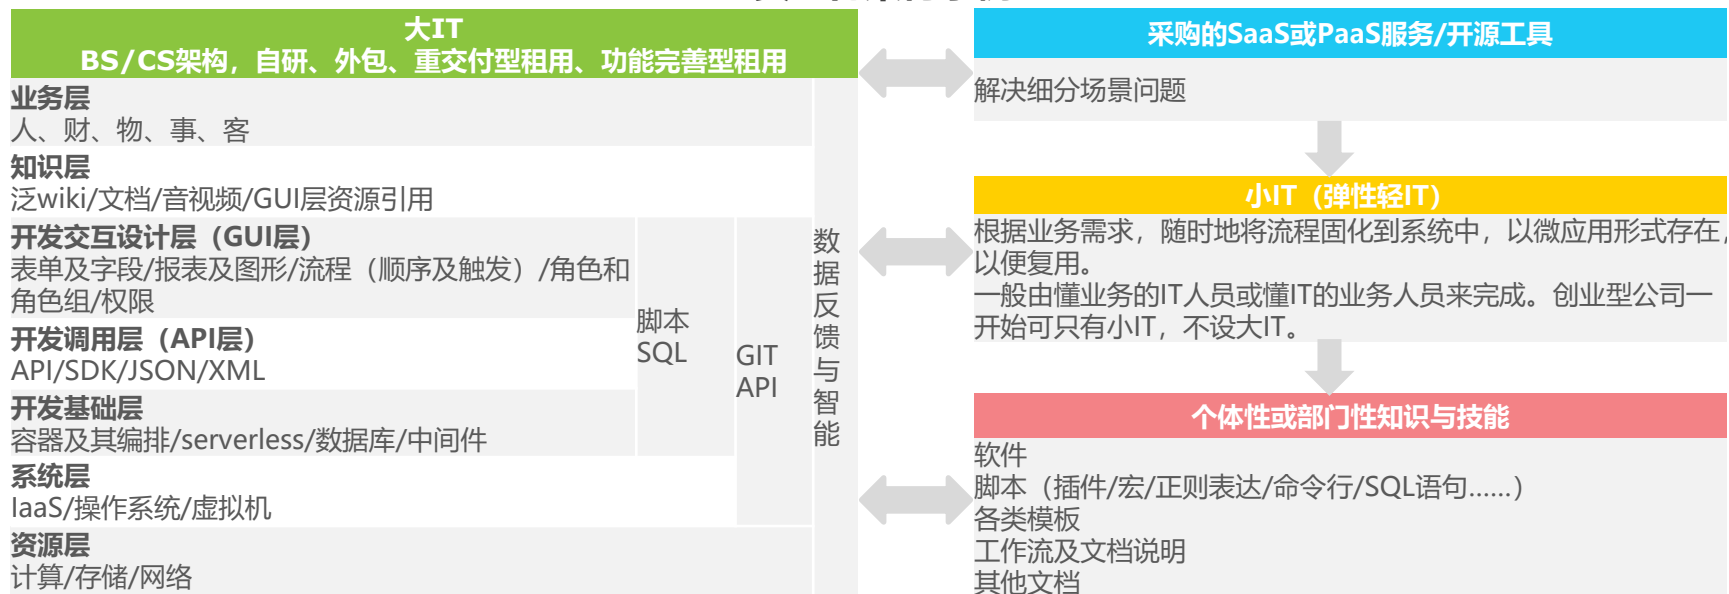 大IT
BS/CS架构，自研、外包、重交付型租用、功能完善型租用
业务层
人、财、物、事、客
知识层
泛wiki/文档/音视频/GUI层资源引用
开发交互设计层（GUI层）
表单及字段/报表及图形/流程（顺序及触发）/角色和
角色组/权限
开发调用层（API层）
API/SDK/JSON/XML
开发基础层
容器及其编排/serverless/数据库/中间件
系统层
IaaS/操作系统/虚拟机
资源层
计算/存储/网络
脚本
SQL
GIT
API
数
据
反
馈
与
智
能
采购的SaaS或PaaS服务/开源工具
解决细分场景问题
小IT（弹性轻IT）
根据业务需求，随时地将流程固化到系统中，以微应用形式存在，
以便复用。
一般由懂业务的IT人员或懂IT的业务人员来完成。创业型公司一
开始可只有小IT，不设大IT。
个体性或部门性知识与技能
软件
脚本（插件/宏/正则表达/命令行/SQL语句……）
各类模板
工作流及文档说明
其他文档